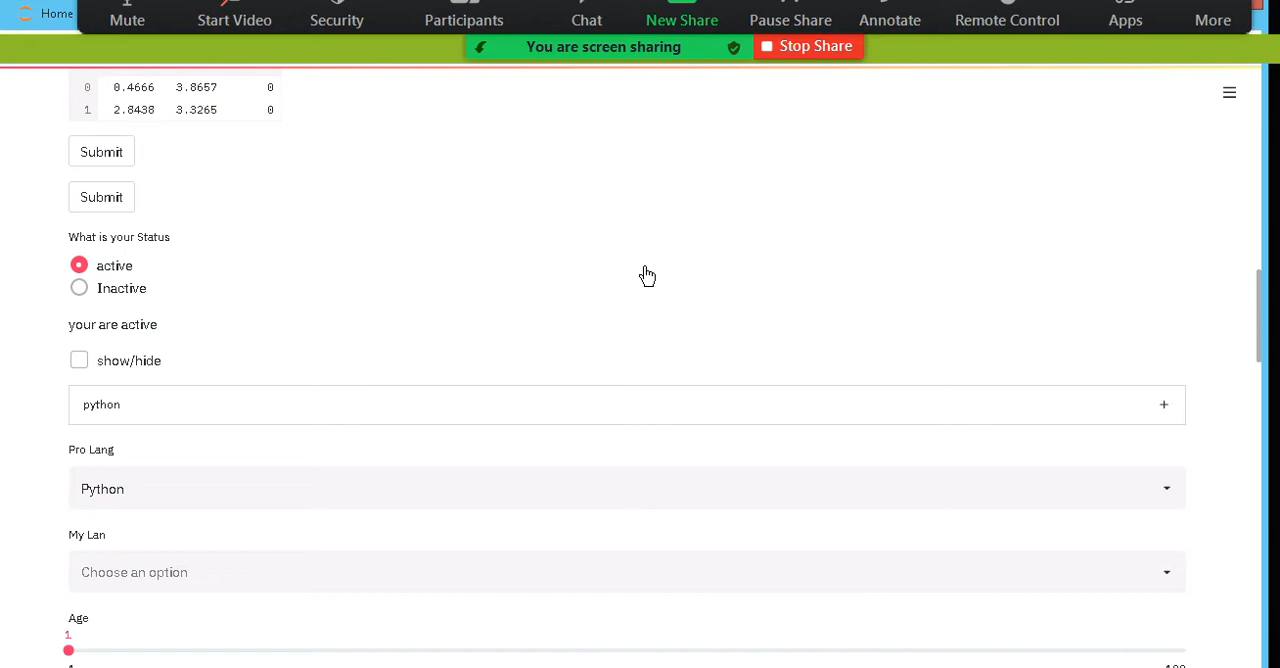 Home
Mute Start Video Security Participants Chat New Share Pause Share Annotate Remote Control Apps More
You are screen sharing Stop Share
0 0.4666 3.8657 0
1 2.8438 3.3265 0
Submit
Submit
What is your Status
active
Inactive
your are active
show/hide
python +
Pro Lang
Python
My Lan
Choose an option
Age
1